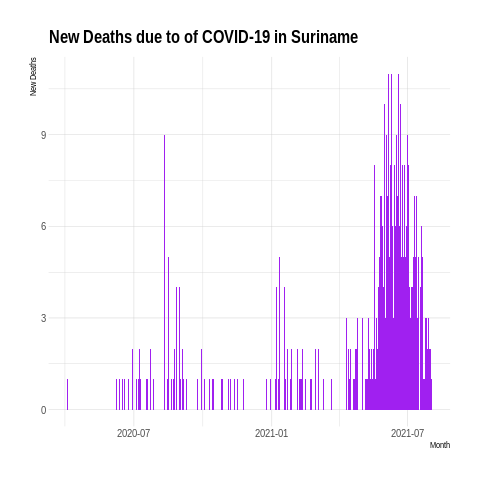 New Deaths due to of COVID-19 in Suriname
New Deaths
9
6
3
0
2020-07
2021-01
2021-07
Month